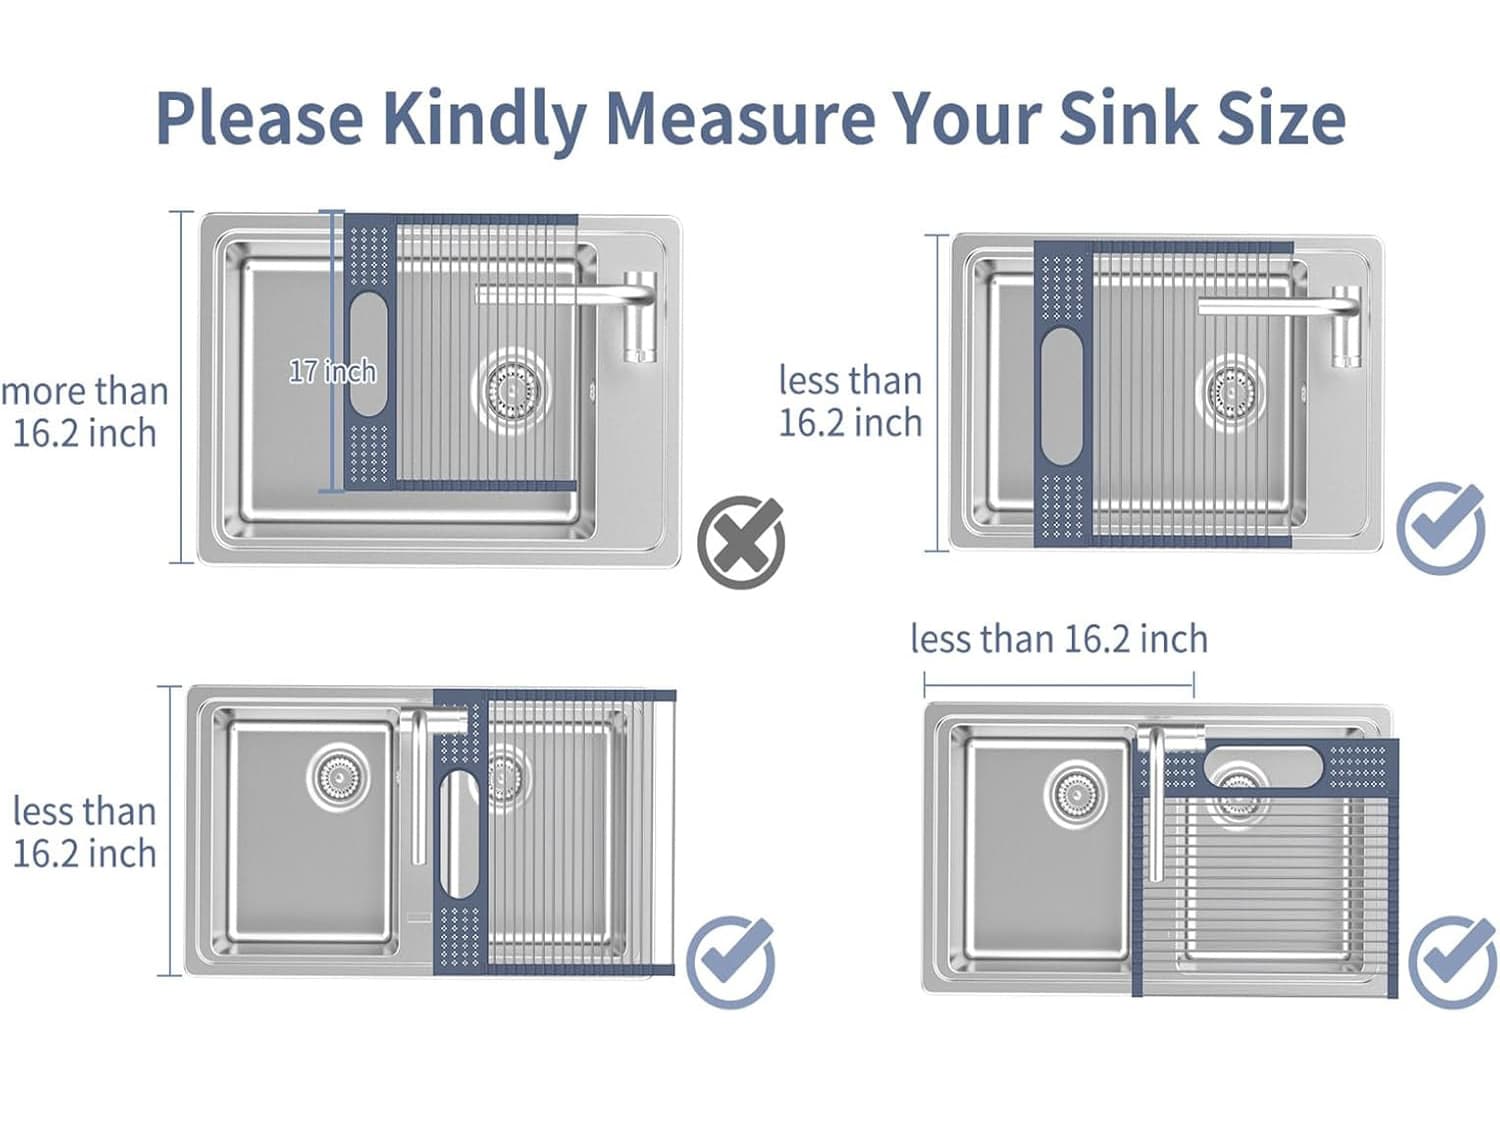 Please Kindly Measure Your Sink Size
more than
16.2 inch
17 inch
less than
16.2 inch
less than 16.2 inch
less than
16.2 inch